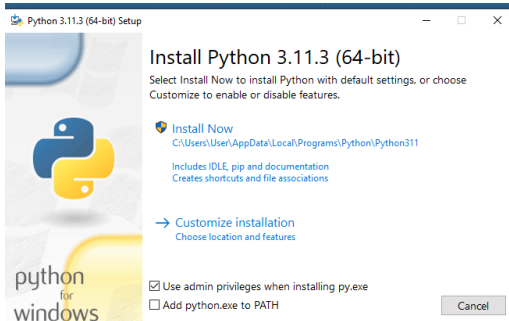 Python 3.11.3 (64-bit) Setup
Install Python 3.11.3 (64-bit)
Select Install Now to install Python with default settings, or choose
Customize to enable or disable features.
Install Now
C:\Users\User\AppData\Local\Programs\Python\Python311
Includes IDLE, pip and documentation
Creates shortcuts and file associations
Customize installation
Choose location and features
python
for
windows
Use admin privileges when installing py.exe
Add python.exe to PATH
Cancel